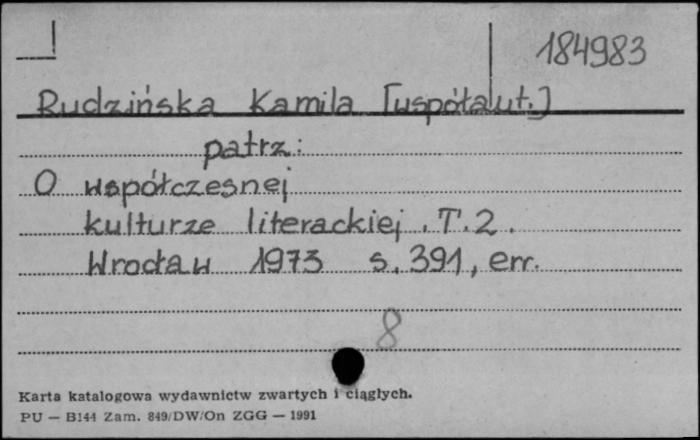 184983
Rudzińska Kamila [współaut.]
patrz:
O współczesnej
kulturze literackiej. T.2.
Wrocław 1973 s. 391, err.
8
Karta katalogowa wydawnictw zwartych i ciągłych.
PU — B144 Zam. 849/DW/On ZGG — 1991